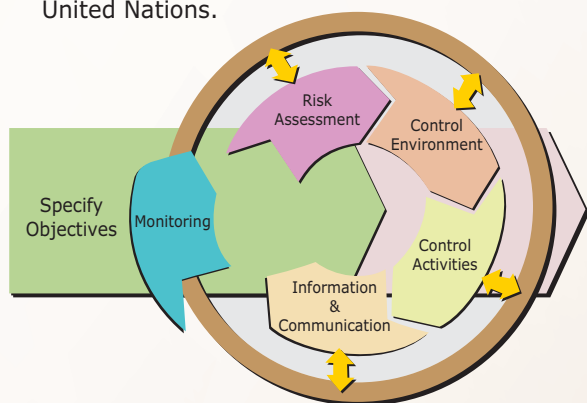 United Nations.
Risk
Assessment
Control
Environment
Specify
Objectives
Monitoring
Control
Activities
Information
&
Communication